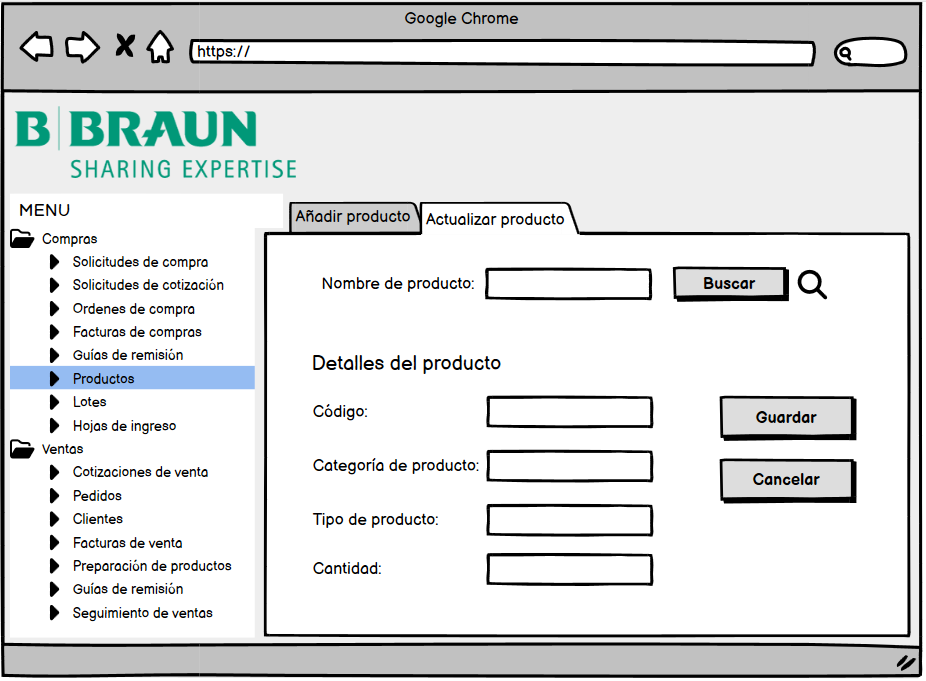 Google Chrome
https://
B BRAUN
SHARING EXPERTISE
MENU
Compras
Solicitudes de compra
Solicitudes de cotización
Ordenes de compra
Facturas de compras
Guías de remisión
Productos
Lotes
Hojas de ingreso
Ventas
Cotizaciones de venta
Pedidos
Clientes
Facturas de venta
Preparación de productos
Guías de remisión
Seguimiento de ventas
Añadir producto
Actualizar producto
Nombre de producto:
Buscar
Detalles del producto
Código:
Guardar
Categoría de producto:
Cancelar
Tipo de producto:
Cantidad: